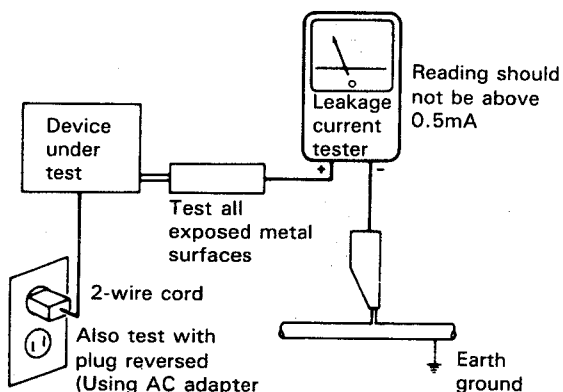 Device
under
test
Leakage
current
tester
+ -
Reading should
not be above
0.5mA
Test all
exposed metal
surfaces
2-wire cord
Also test with
plug reversed
(Using AC adapter
Earth
ground